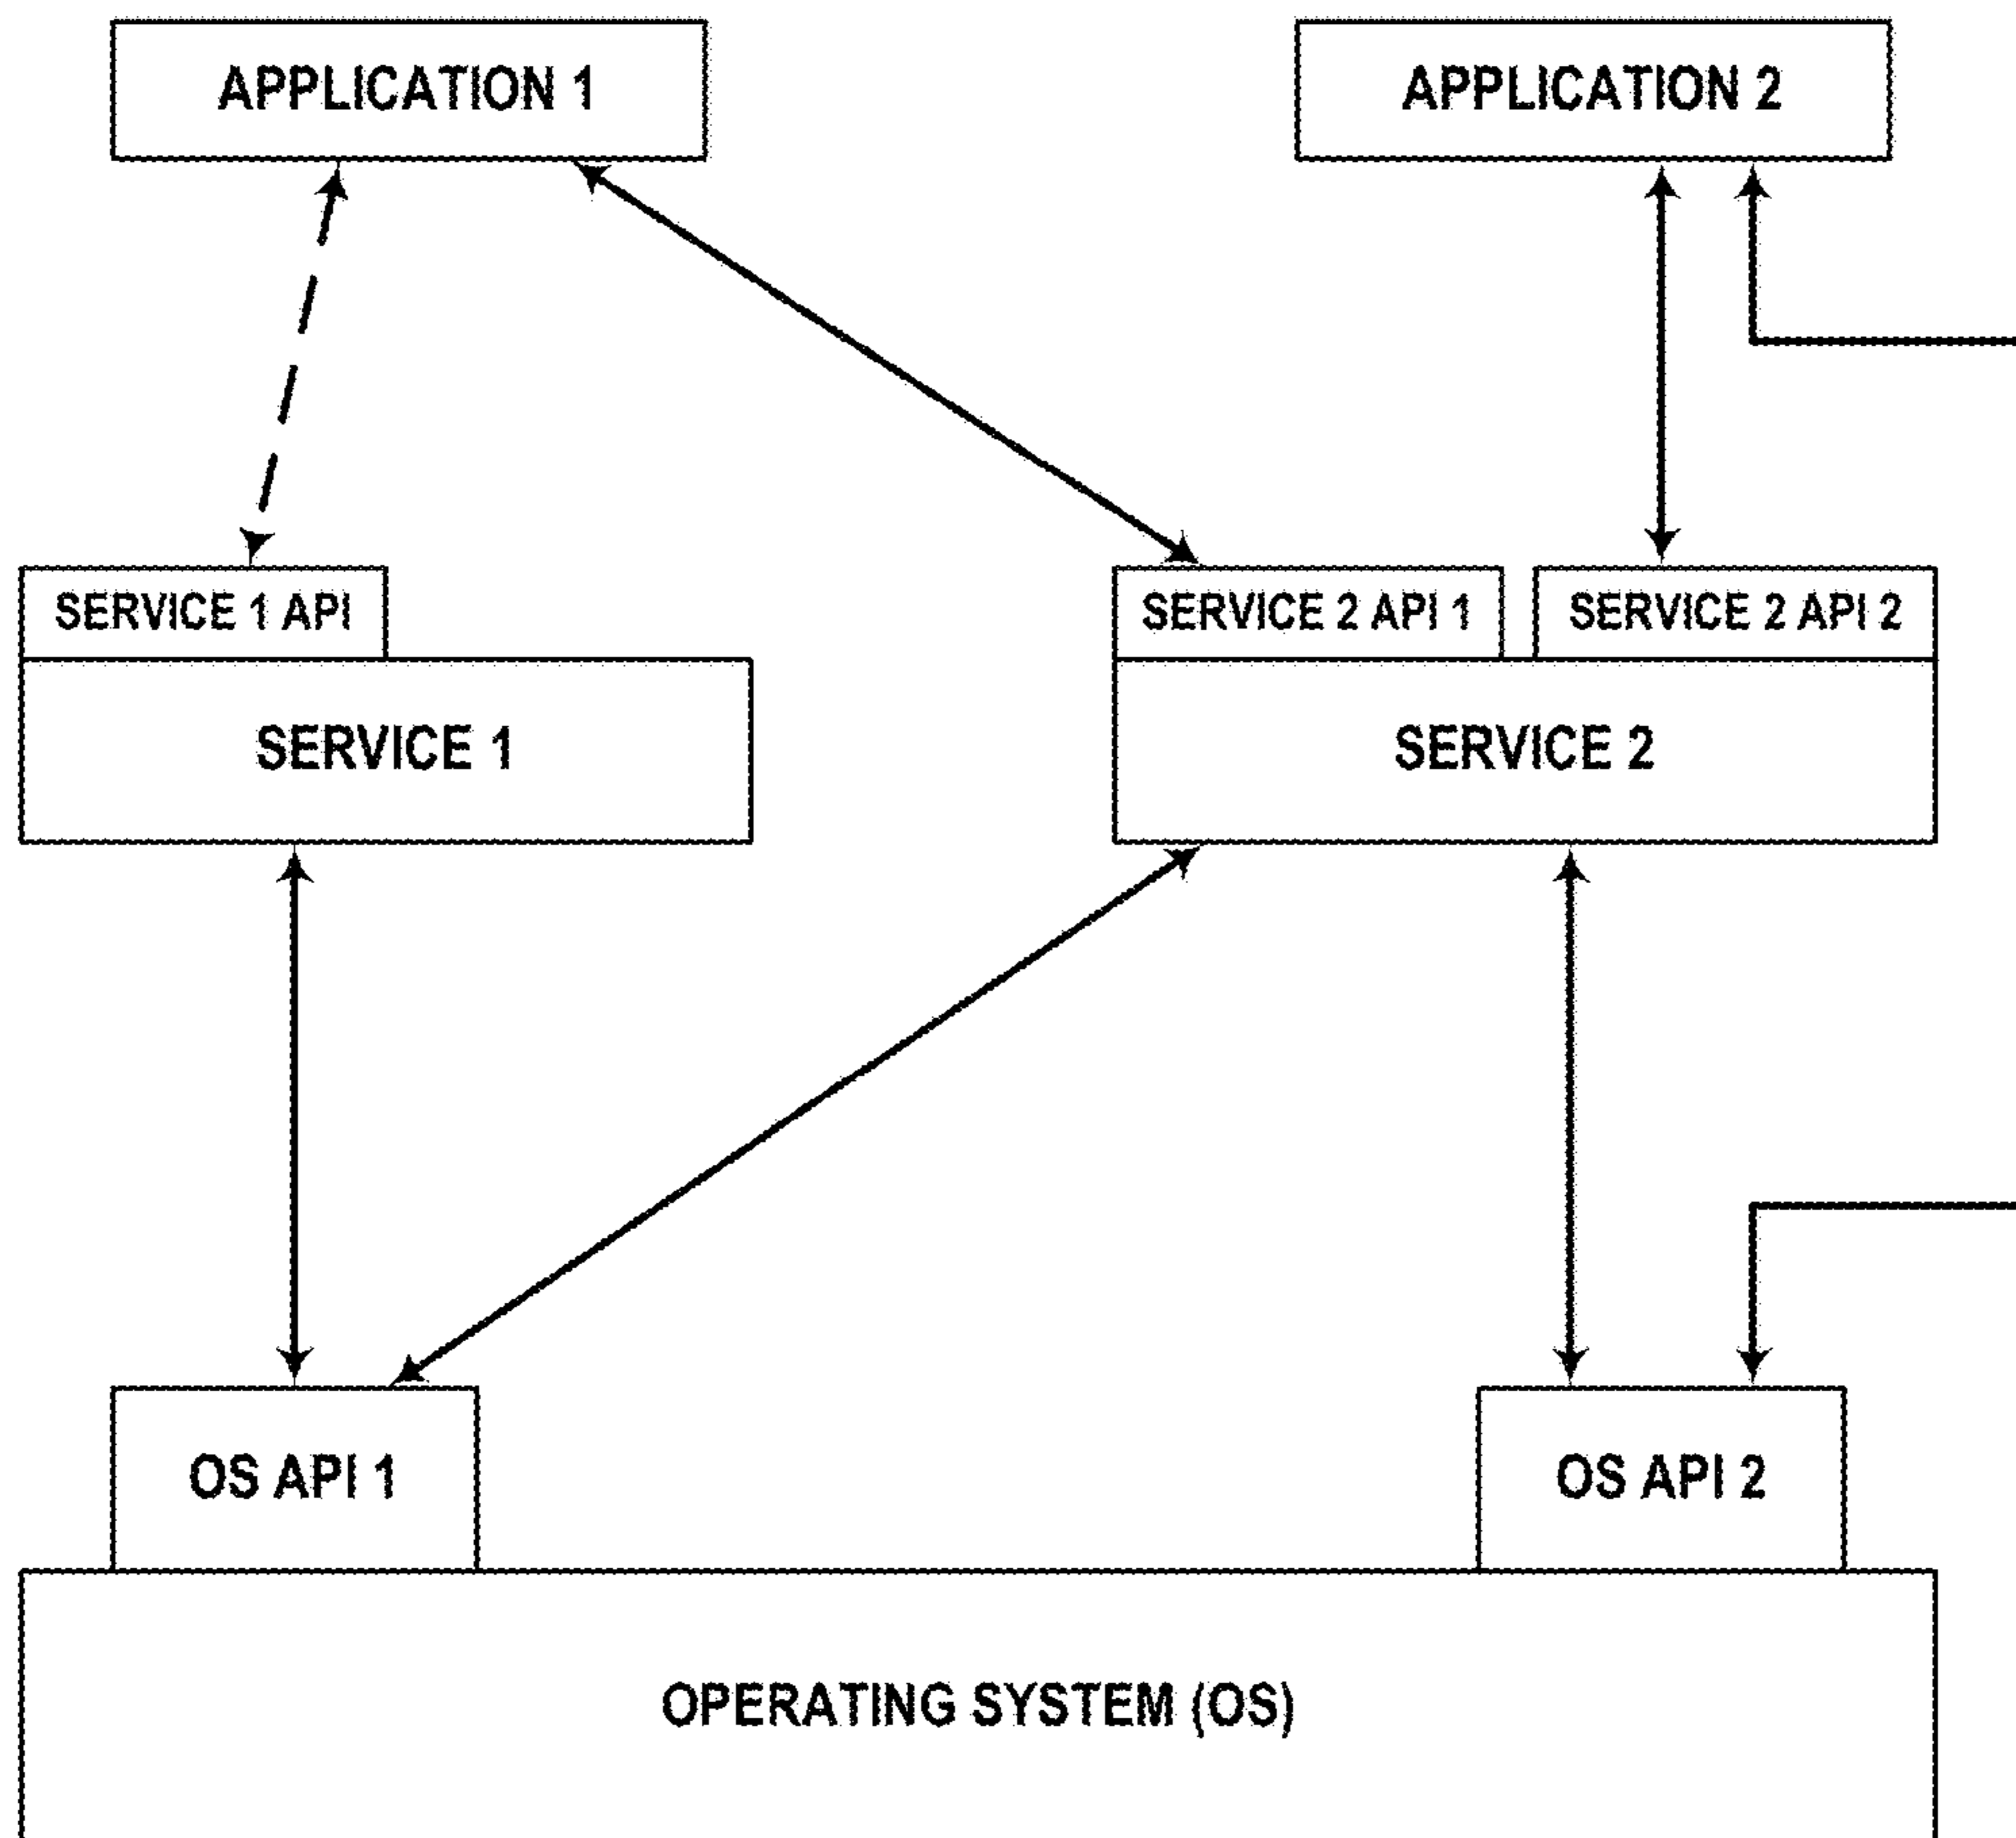 APPLICATION 1
APPLICATION 2
SERVICE 1 API
SERVICE 2 API 1
SERVICE 2 API 2
SERVICE 1
SERVICE 2
OS API 1
OS API 2
OPERATING SYSTEM (OS)